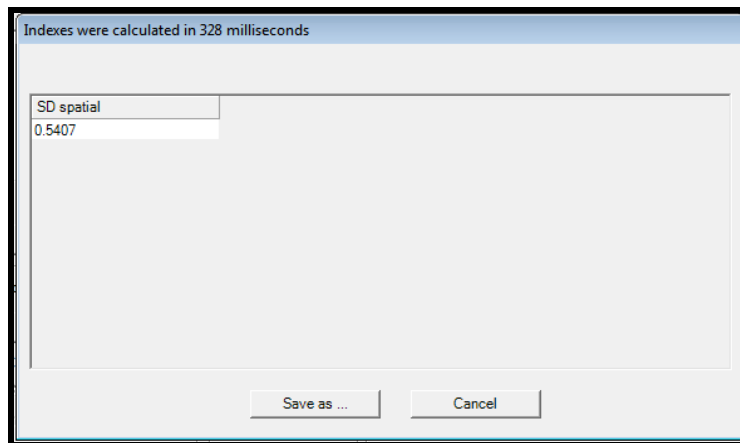 Indexes were calculated in 328 milliseconds
SD spatial
0.5407
Save as ...
Cancel